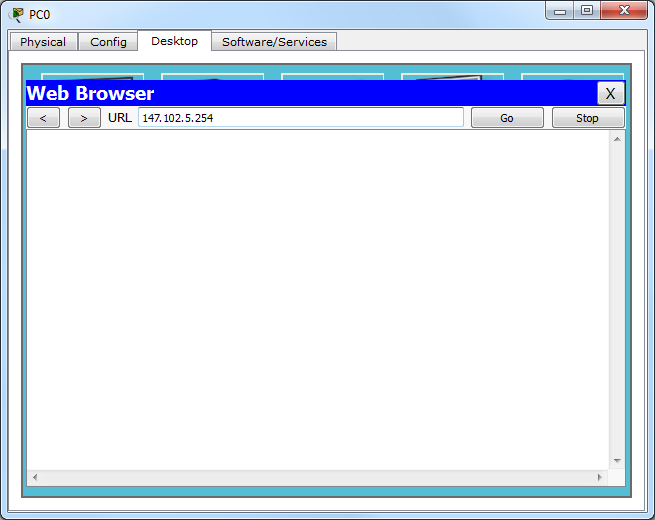 PC0
Physical Config Desktop Software/Services
Web Browser X
< > URL 147.102.5.254 Go Stop